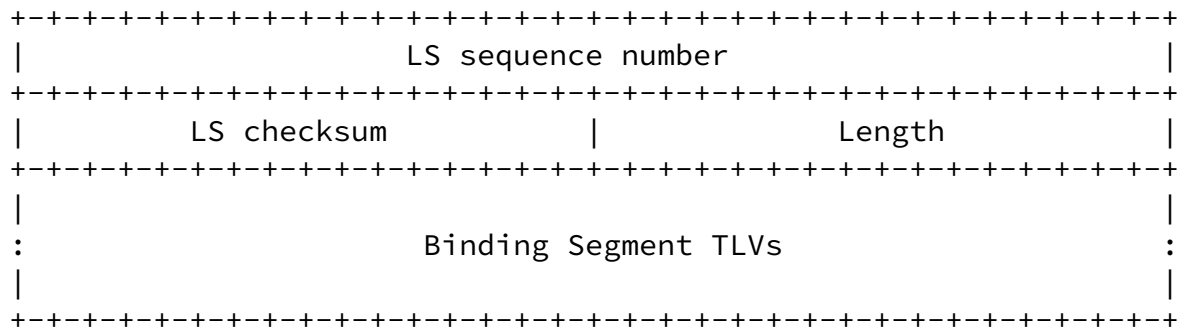 +-+-+-+-+-+-+-+-+-+-+-+-+-+-+-+-+-+-+-+-+-+-+-+-+-+-+-+-+-+-+-+-+
|                      LS sequence number                        |
+-+-+-+-+-+-+-+-+-+-+-+-+-+-+-+-+-+-+-+-+-+-+-+-+-+-+-+-+-+-+-+-+
|          LS checksum           |             Length            |
+-+-+-+-+-+-+-+-+-+-+-+-+-+-+-+-+-+-+-+-+-+-+-+-+-+-+-+-+-+-+-+-+
|                                                                |
:                       Binding Segment TLVs                     :
|                                                                |
+-+-+-+-+-+-+-+-+-+-+-+-+-+-+-+-+-+-+-+-+-+-+-+-+-+-+-+-+-+-+-+-+